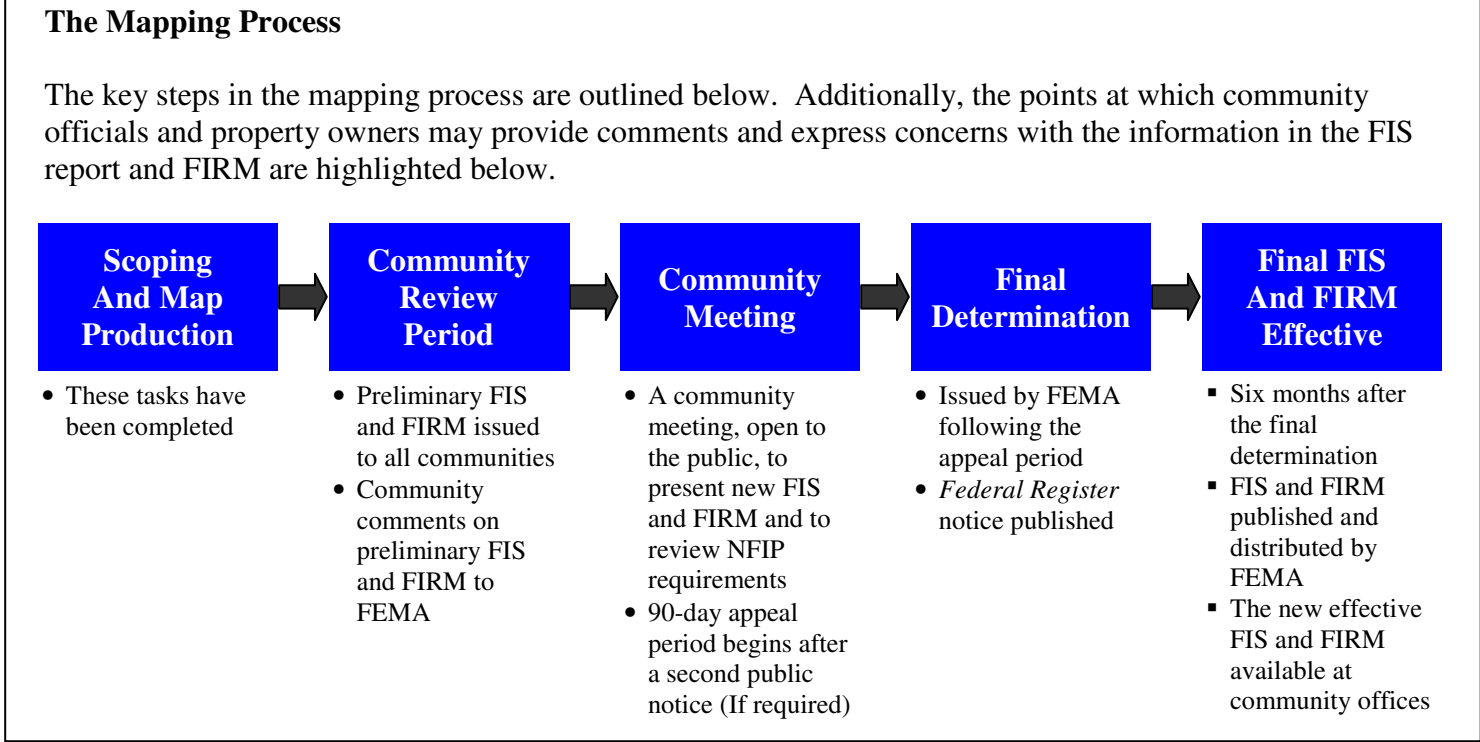 The Mapping Process
The key steps in the mapping process are outlined below.  Additionally, the points at which community
officials and property owners may provide comments and express concerns with the information in the FIS
report and FIRM are highlighted below.
Scoping
And Map
Production
• These tasks have
been completed
Community
Review
Period
• Preliminary FIS
and FIRM issued
to all communities
• Community
comments on
preliminary FIS
and FIRM to
FEMA
Community
Meeting
• A community
meeting, open to
the public, to
present new FIS
and FIRM and to
review NFIP
requirements
• 90-day appeal
period begins after
a second public
notice (If required)
Final
Determination
• Issued by FEMA
following the
appeal period
• Federal Register
notice published
Final FIS
And FIRM
Effective
▪ Six months after
the final
determination
▪ FIS and FIRM
published and
distributed by
FEMA
▪ The new effective
FIS and FIRM
available at
community offices